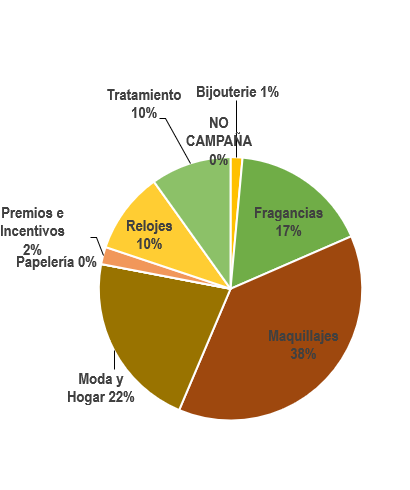 Bijouterie 1%
Tratamiento
10%
NO
CAMPAÑA
0%
Fragancias
17%
Maquillajes
38%
Moda y
Hogar 22%
Papelería 0%
Premios e
Incentivos
2%
Relojes
10%